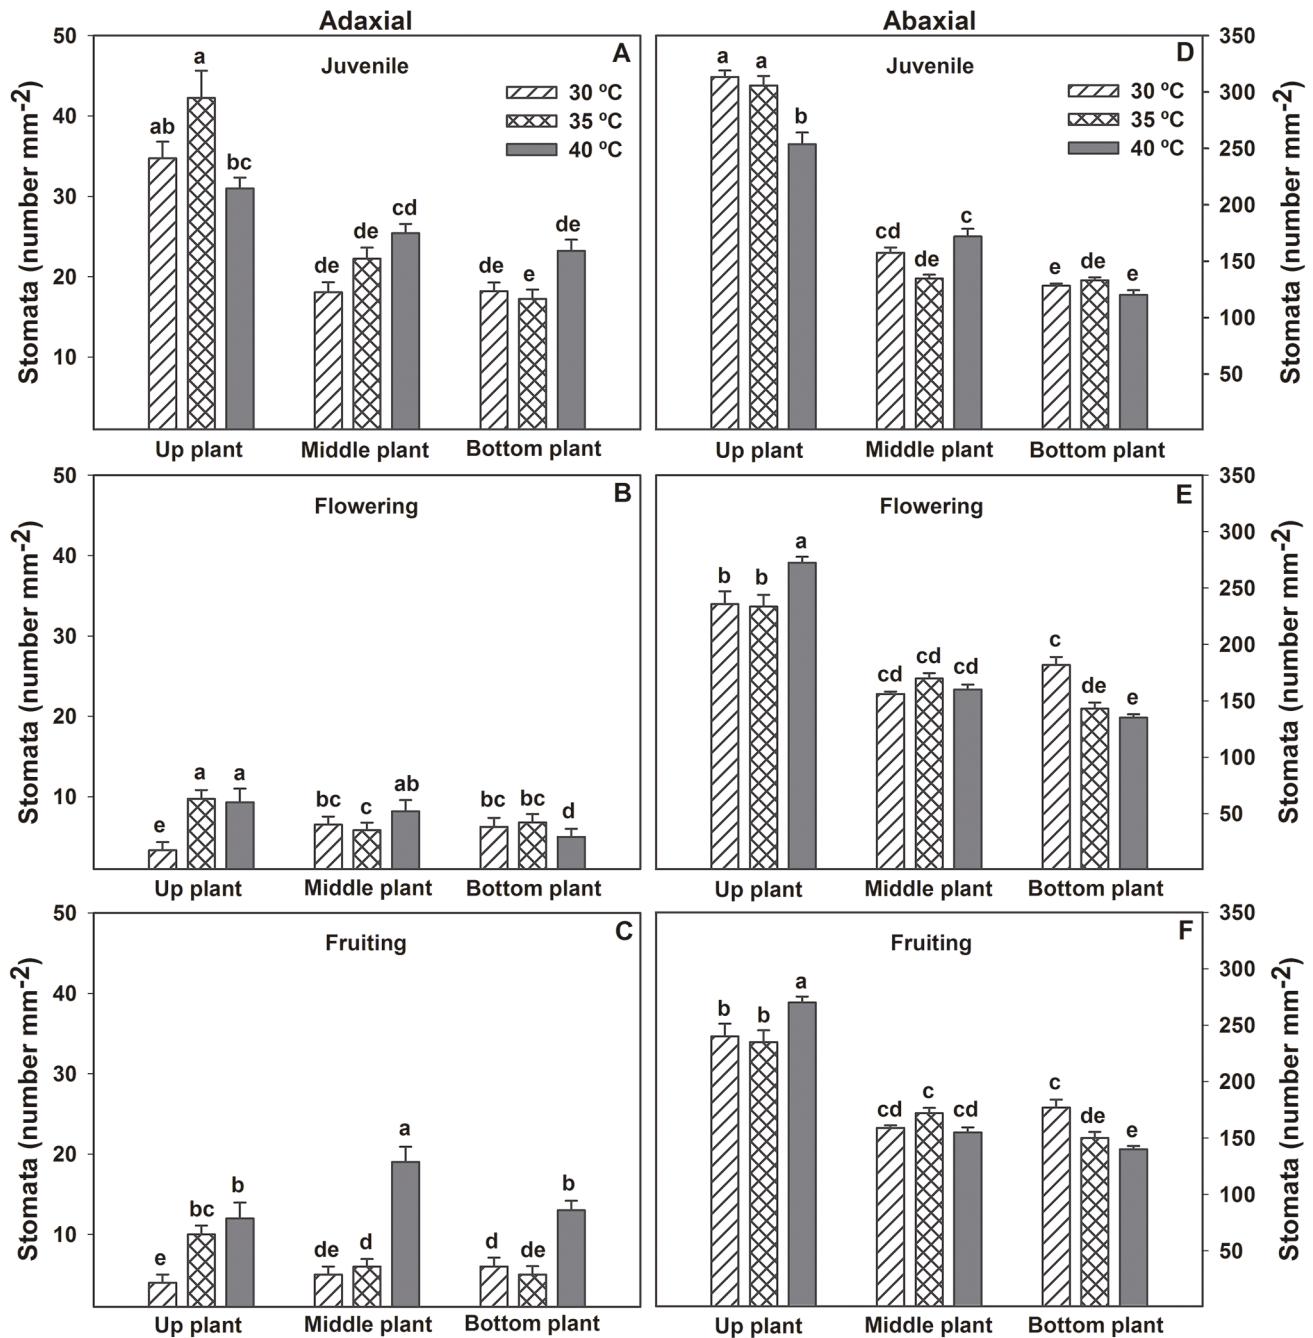 Adaxial
Abaxial
A
Juvenile
30 ºC
35 ºC
40 ºC
Stomata (number mm-2)
50
40
30
20
10
ab
a
bc
de
de
cd
de
e
de
Up plant
Middle plant
Bottom plant
D
Juvenile
30 ºC
35 ºC
40 ºC
a
a
b
cd
de
c
e
de
e
350
300
250
200
150
100
50
Stomata (number mm-2)
Up plant
Middle plant
Bottom plant
B
Flowering
Stomata (number mm-2)
50
40
30
20
10
e
a
a
bc
c
ab
bc
bc
d
Up plant
Middle plant
Bottom plant
E
Flowering
b
b
a
cd
cd
cd
c
de
e
350
300
250
200
150
100
50
Stomata (number mm-2)
Up plant
Middle plant
Bottom plant
C
Fruiting
Stomata (number mm-2)
50
40
30
20
10
e
bc
b
de
d
a
d
de
b
Up plant
Middle plant
Bottom plant
F
Fruiting
b
b
a
cd
c
cd
c
de
e
350
300
250
200
150
100
50
Stomata (number mm-2)
Up plant
Middle plant
Bottom plant